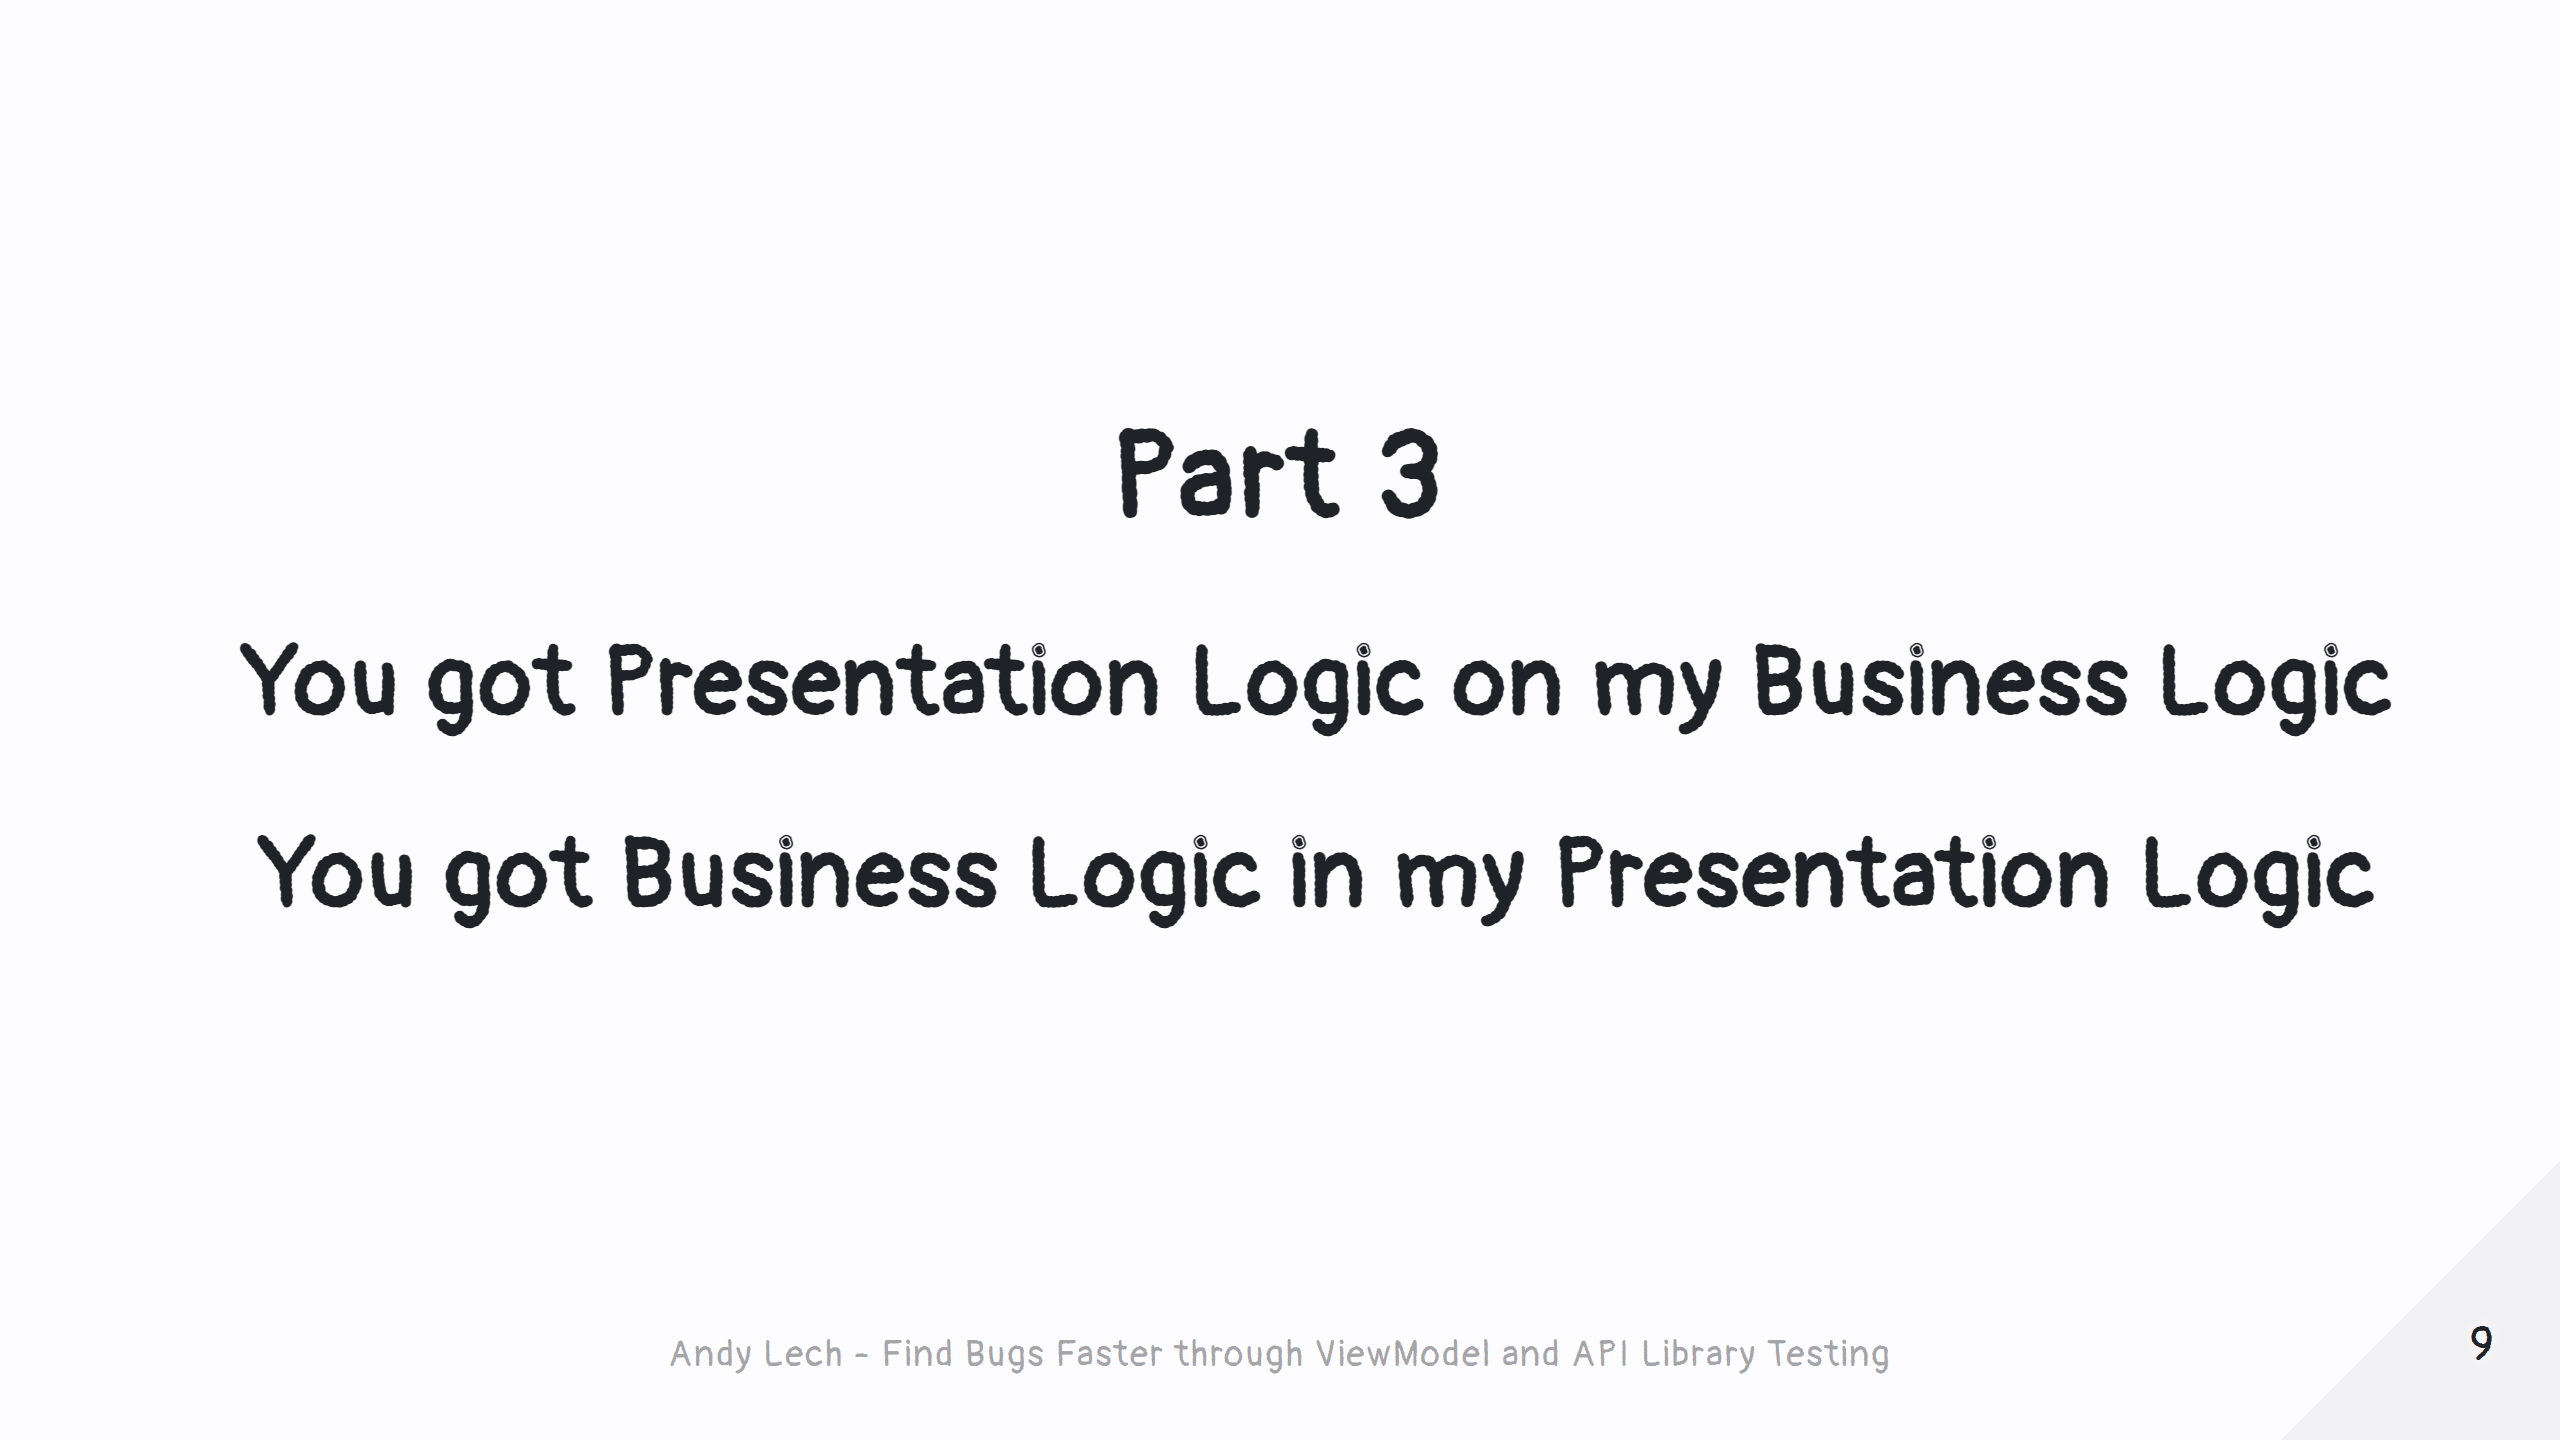 Part 3
You got Presentation Logic on my Business Logic
You got Business Logic in my Presentation Logic
Andy Lech - Find Bugs Faster through ViewModel and API Library Testing
9